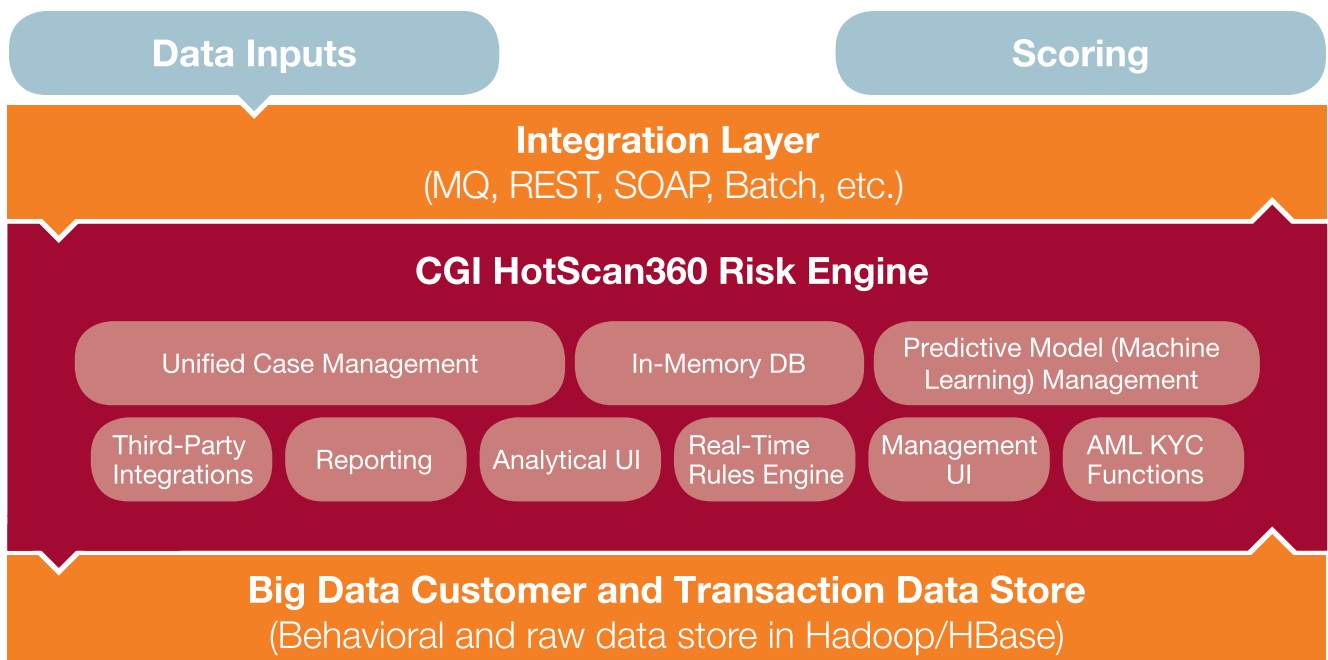 Data Inputs
Scoring
Integration Layer
(MQ, REST, SOAP, Batch, etc.)
CGI HotScan360 Risk Engine
Unified Case Management
In-Memory DB
Predictive Model (Machine
Learning) Management
Third-Party
Integrations
Reporting
Analytical UI
Real-Time
Rules Engine
Management
UI
AML KYC
Functions
Big Data Customer and Transaction Data Store
(Behavioral and raw data store in Hadoop/HBase)